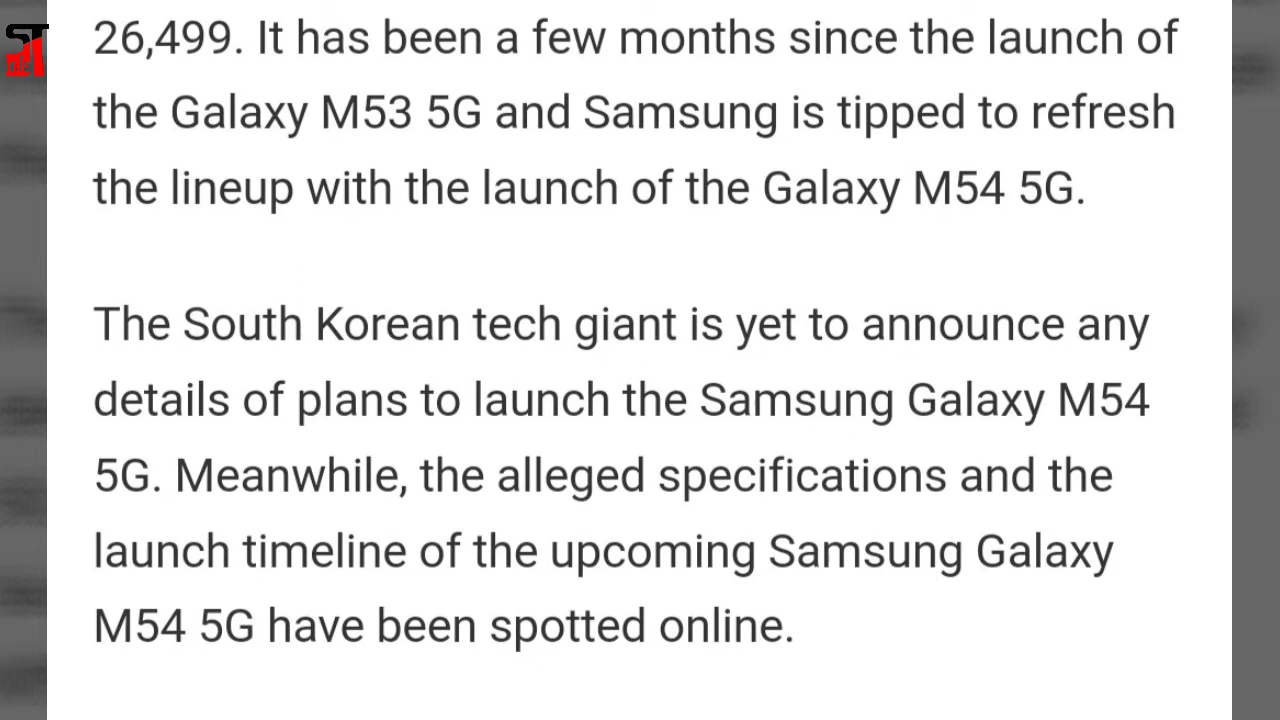 26,499. It has been a few months since the launch of
the Galaxy M53 5G and Samsung is tipped to refresh
the lineup with the launch of the Galaxy M54 5G.
The South Korean tech giant is yet to announce any
details of plans to launch the Samsung Galaxy M54
5G. Meanwhile, the alleged specifications and the
launch timeline of the upcoming Samsung Galaxy
M54 5G have been spotted online.